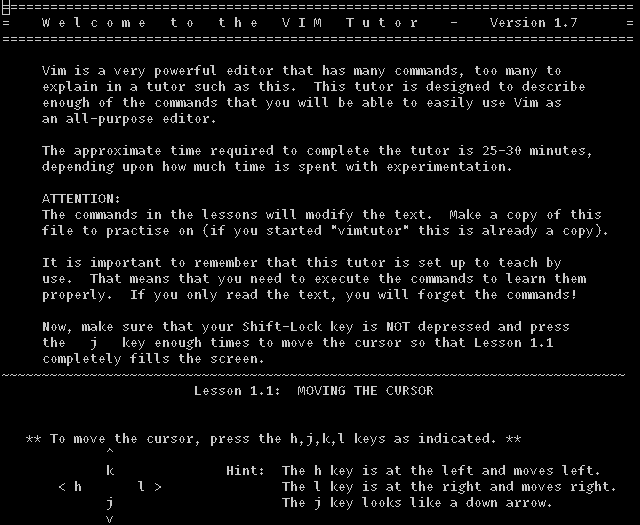 ===============================================================================
=    W e l c o m e   t o   t h e   V I M   T u t o r    -    Version 1.7      =
===============================================================================
     Vim is a very powerful editor that has many commands, too many to
     explain in a tutor such as this.  This tutor is designed to describe
     enough of the commands that you will be able to easily use Vim as
     an all-purpose editor.
     The approximate time required to complete the tutor is 25-30 minutes,
     depending upon how much time is spent with experimentation.
     ATTENTION:
     The commands in the lessons will modify the text.  Make a copy of this
     file to practise on (if you started "vimtutor" this is already a copy).
     It is important to remember that this tutor is set up to teach by
     use.  That means that you need to execute the commands to learn them
     properly.  If you only read the text, you will forget the commands!
     Now, make sure that your Shift-Lock key is NOT depressed and press
     the   j   key enough times to move the cursor so that Lesson 1.1
     completely fills the screen.
~~~~~~~~~~~~~~~~~~~~~~~~~~~~~~~~~~~~~~~~~~~~~~~~~~~~~~~~~~~~~~~~~~~~~~~~~~~~~~
                        Lesson 1.1:  MOVING THE CURSOR
   ** To move the cursor, press the h,j,k,l keys as indicated. **
             ^
             k              Hint:  The h key is at the left and moves left.
       < h       l >               The l key is at the right and moves right.
             j                     The j key looks like a down arrow.
             v